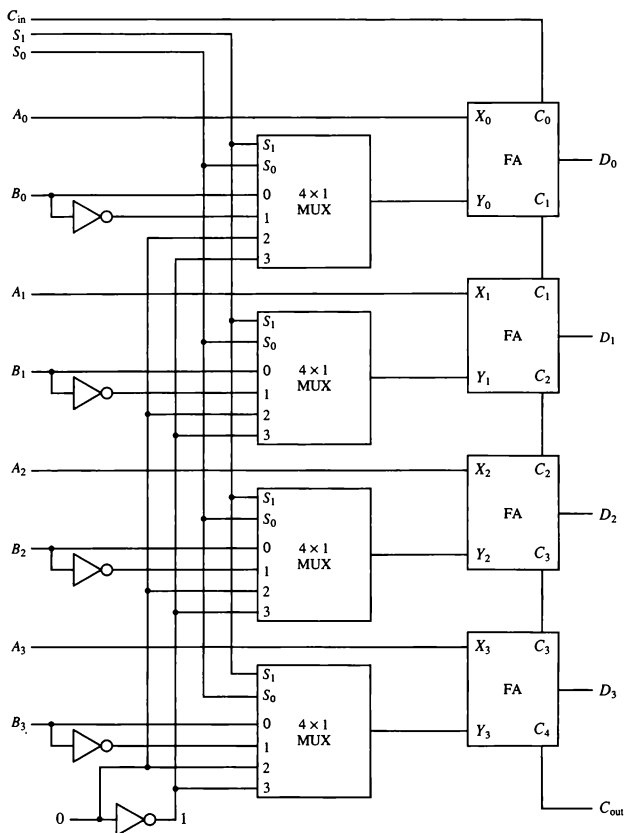 C_in
S_1
S_0
A_0
X_0 C_0
FA
D_0
Y_0 C_1
S_1
S_0
B_0
0
1
2
3
4 × 1
MUX
A_1
X_1 C_1
FA
D_1
Y_1 C_2
S_1
S_0
B_1
0
1
2
3
4 × 1
MUX
A_2
X_2 C_2
FA
D_2
Y_2 C_3
S_1
S_0
B_2
0
1
2
3
4 × 1
MUX
A_3
X_3 C_3
FA
D_3
Y_3 C_4
S_1
S_0
B_3
0
1
2
3
4 × 1
MUX
0 1
C_out